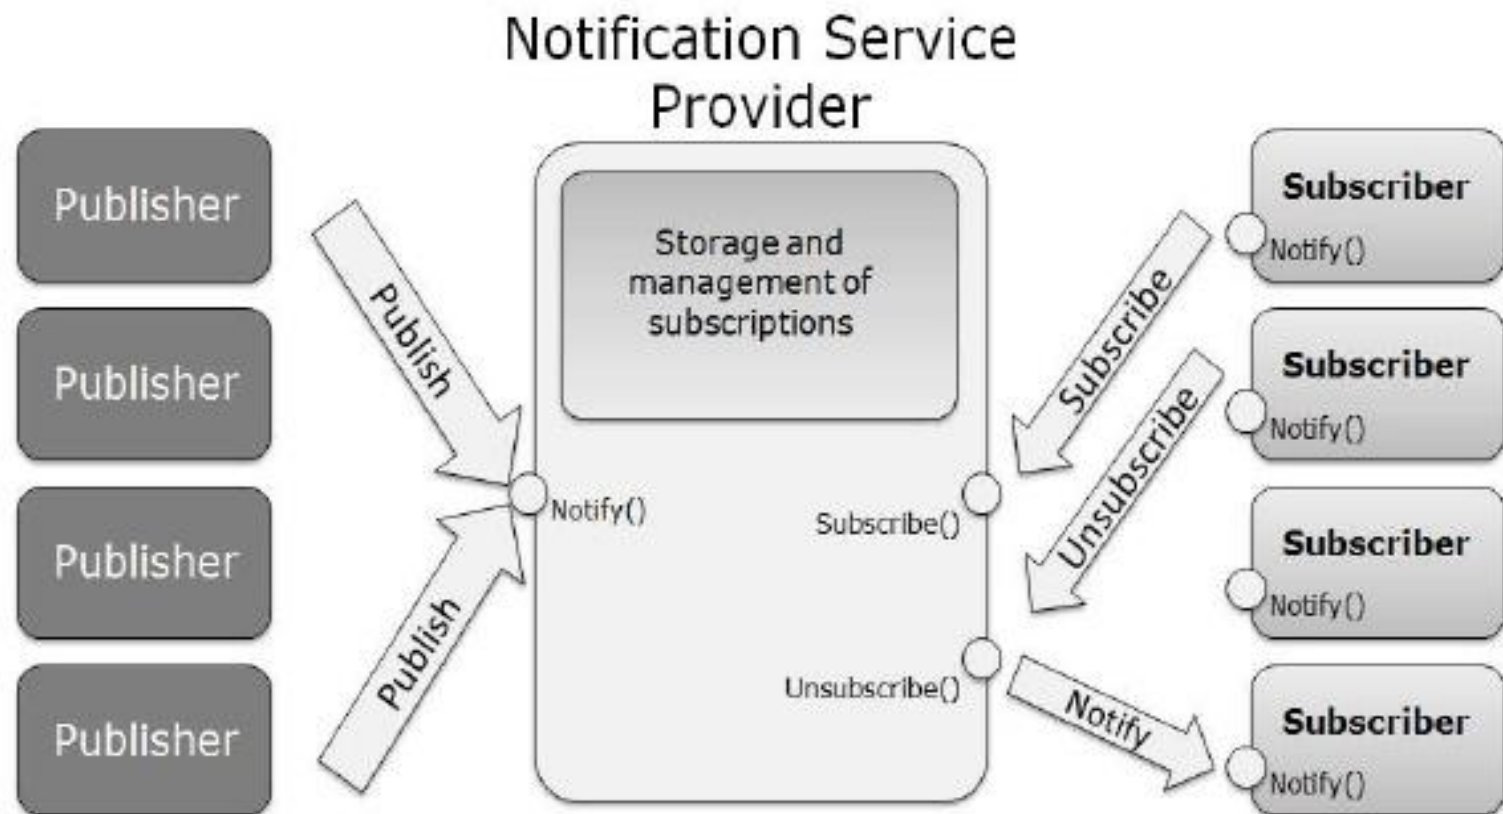 Notification Service
Provider
Publisher
Publisher
Publisher
Publisher
Publish
Publish
Storage and
management of
subscriptions
Notify()
Subscribe()
Unsubscribe()
Subscribe
Unsubscribe
Notify
Subscriber
Notify()
Subscriber
Notify()
Subscriber
Notify()
Subscriber
Notify()